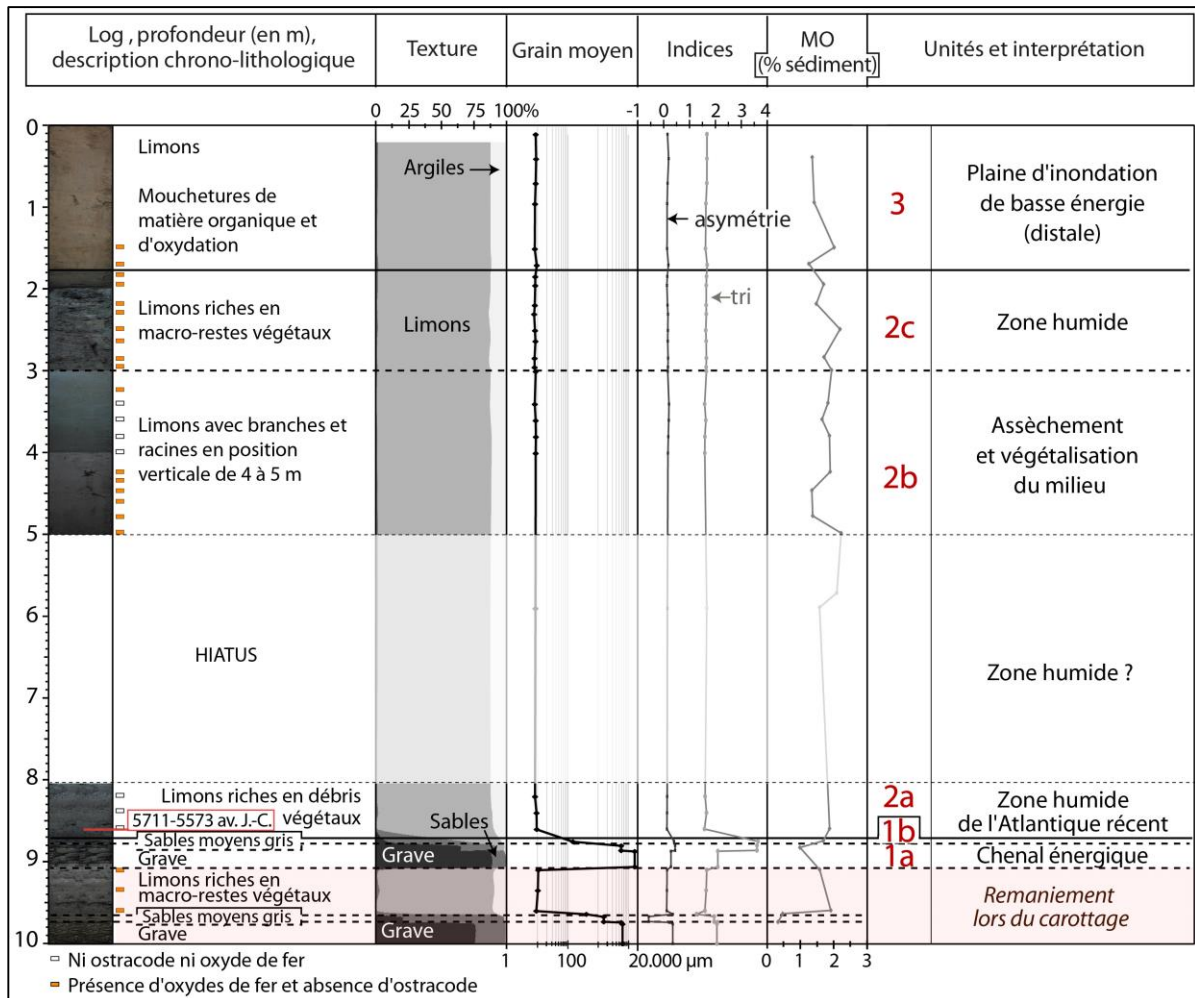 Log , profondeur (en m),
description chrono-lithologique
Texture
Grain moyen
Indices
MO
(% sédiment)
Unités et interprétation
0 25 50 75 100%
-1 0 1 2 3 4
0
1
2
3
4
5
6
7
8
9
10
Limons
Mouchetures de
matière organique et
d'oxydation
Argiles
asymétrie
3
Plaine d'inondation
de basse énergie
(distale)
Limons riches en
macro-restes végétaux
Limons
tri
2c
Zone humide
Limons avec branches et
racines en position
verticale de 4 à 5 m
2b
Assèchement
et végétalisation
du milieu
HIATUS
Zone humide ?
Limons riches en débris
végétaux
5711-5573 av. J.-C.
Sables
2a
Zone humide
de l'Atlantique récent
1b
Sables moyens gris
Grave
Grave
1a
Chenal énergique
Limons riches en
macro-restes végétaux
Remaniement
lors du carottage
Sables moyens gris
Grave
Grave
1 100 20.000 µm
0 1 2 3
Ni ostracode ni oxyde de fer
Présence d'oxydes de fer et absence d'ostracode